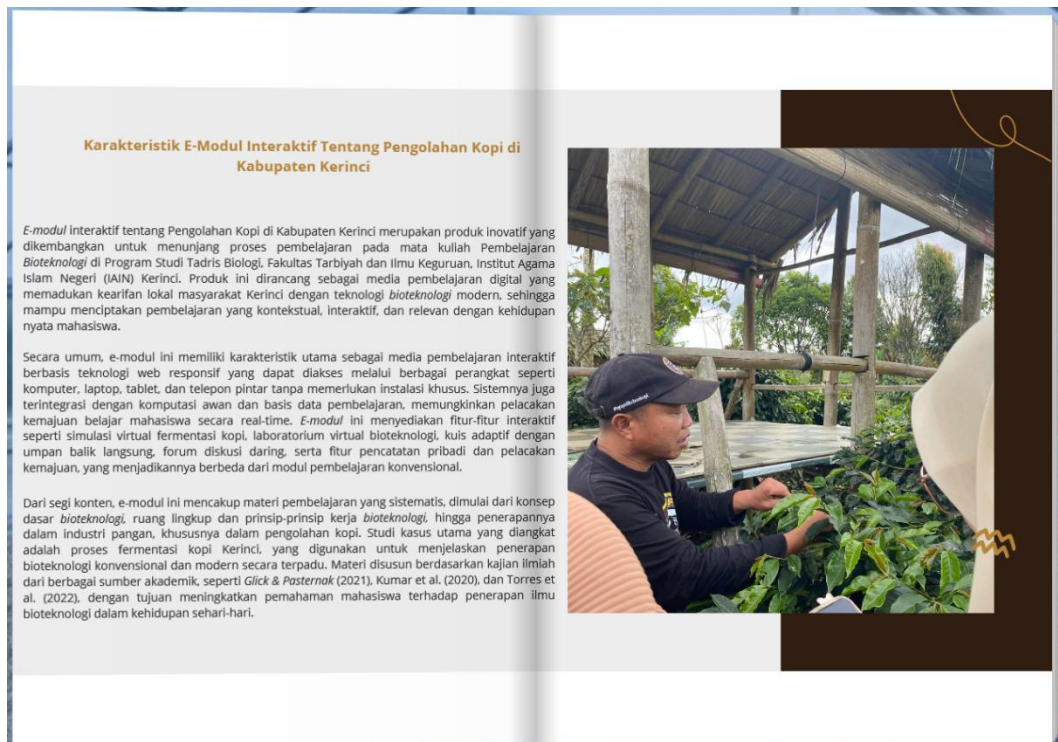 Karakteristik E-Modul Interaktif Tentang Pengolahan Kopi di
Kabupaten Kerinci
E-modul interaktif tentang Pengolahan Kopi di Kabupaten Kerinci merupakan produk inovatif yang
dikembangkan untuk menunjang proses pembelajaran pada mata kuliah Pembelajaran
Bioteknologi di Program Studi Tadris Biologi, Fakultas Tarbiyah dan Ilmu Keguruan, Institut Agama
Islam Negeri (IAIN) Kerinci. Produk ini dirancang sebagai media pembelajaran digital yang
memadukan kearifan lokal masyarakat Kerinci dengan teknologi bioteknologi modern, sehingga
mampu menciptakan pembelajaran yang kontekstual, interaktif, dan relevan dengan kehidupan
nyata mahasiswa.
Secara umum, e-modul ini memiliki karakteristik utama sebagai media pembelajaran interaktif
berbasis teknologi web responsif yang dapat diakses melalui berbagai perangkat seperti
komputer, laptop, tablet, dan telepon pintar tanpa memerlukan instalasi khusus. Sistemnya juga
terintegrasi dengan komputasi awan dan basis data pembelajaran, memungkinkan pelacakan
kemajuan belajar mahasiswa secara real-time. E-modul ini menyediakan fitur-fitur interaktif
seperti simulasi virtual fermentasi kopi, laboratorium virtual bioteknologi, kuis adaptif dengan
umpan balik langsung, forum diskusi daring, serta fitur pencatatan pribadi dan pelacakan
kemajuan, yang menjadikannya berbeda dari modul pembelajaran konvensional.
Dari segi konten, e-modul ini mencakup materi pembelajaran yang sistematis, dimulai dari konsep
dasar bioteknologi, ruang lingkup dan prinsip-prinsip kerja bioteknologi, hingga penerapannya
dalam industri pangan, khususnya dalam pengolahan kopi. Studi kasus utama yang diangkat
adalah proses fermentasi kopi Kerinci, yang digunakan untuk menjelaskan penerapan
bioteknologi konvensional dan modern secara terpadu. Materi disusun berdasarkan kajian ilmiah
dari berbagai sumber akademik, seperti Glick & Pasternak (2021), Kumar et al. (2020), dan Torres et
al. (2022), dengan tujuan meningkatkan pemahaman mahasiswa terhadap penerapan ilmu
bioteknologi dalam kehidupan sehari-hari.